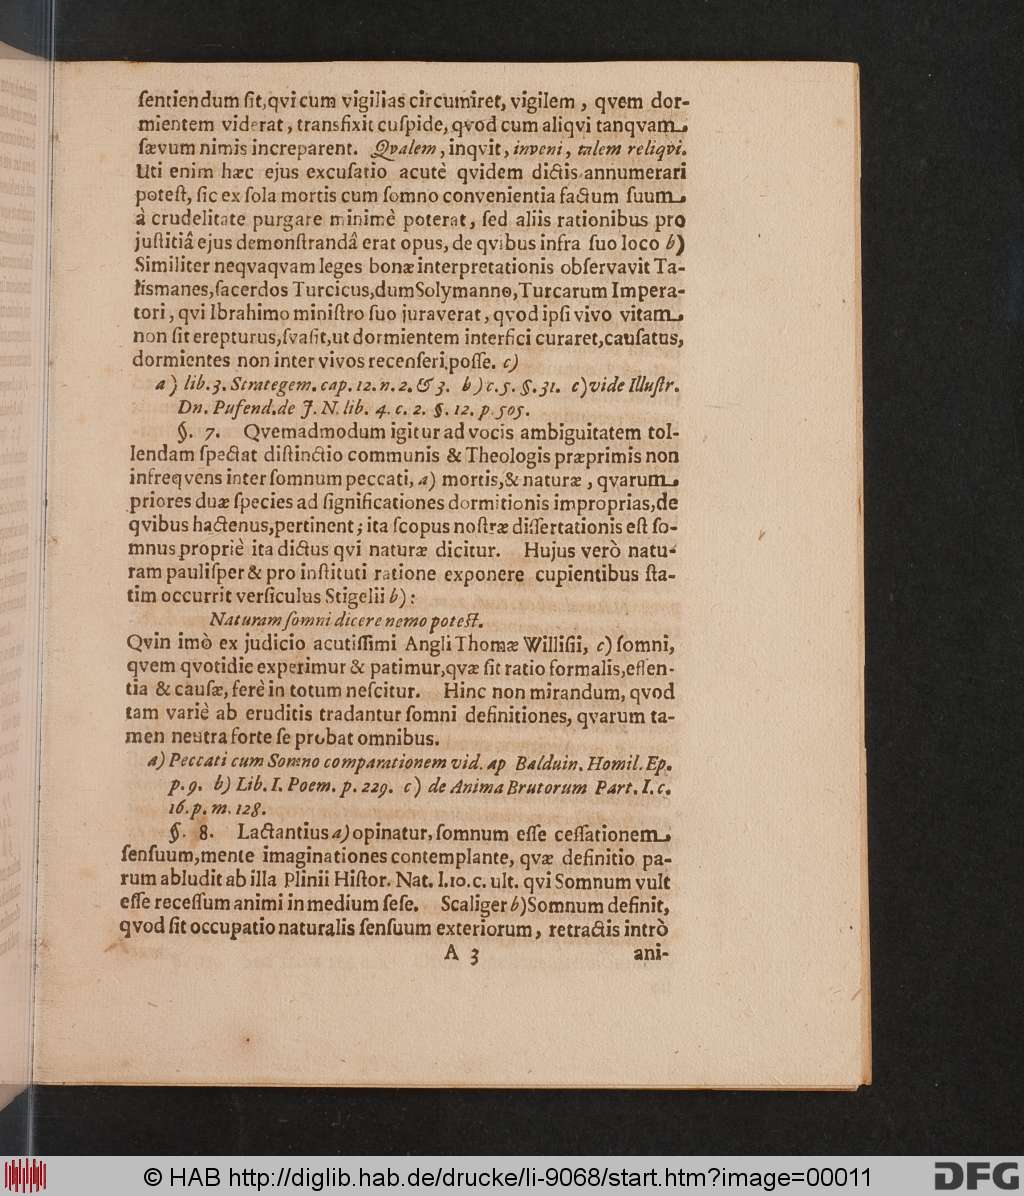 ſentiendum ſit, qvi cum vigilias circumiret, vigilem, qvem dor-
mientem viderat, transfixit cuſpide, qvod cum aliqvi tanqvam
ſævum nimis increparent. Qvalem, inqvit, inveni, talem reliqvi.
Uti enim hæc ejus excuſatio acutè qvidem dictis annumerari
poteſt, ſic ex ſola mortis cum ſomno convenientia factum ſuum
à crudelitate purgare minimè poterat, ſed aliis rationibus pro
juſtitiâ ejus demonſtrandâ erat opus, de qvibus infra ſuo loco b)
Similiter neqvaqvam leges bonæ interpretationis obſervavit Ta-
liſmanes, ſacerdos Turcicus, dum Solymanno, Turcarum Impera-
tori, qvi Ibrahimo miniſtro ſuo juraverat, qvod ipſi vivo vitam
non ſit erepturus, ſvaſit, ut dormientem interfici curaret, cauſatus,
dormientes non inter vivos recenſeri poſſe. c)
a) lib. 3. Strategem. cap. 12. n. 2. & 3. b) c. 5. §. 31. c) vide Illuſtr.
Dn. Pufend. de J. N. lib. 4. c. 2. §. 12. p. 505.
§. 7. Qvemadmodum igitur ad vocis ambiguitatem tol-
lendam ſpectat diſtinctio communis & Theologis præprimis non
infreqvens inter ſomnum peccati, a) mortis, & naturæ, qvarum
priores duæ ſpecies ad ſignificationes dormitionis improprias, de
qvibus hactenus, pertinent; ita ſcopus noſtræ diſſertationis eſt ſo-
mnus propriè ita dictus qvi naturæ dicitur. Hujus verò natu-
ram pauliſper & pro inſtituti ratione exponere cupientibus ſta-
tim occurrit verſiculus Stigelii b):
Naturam ſomni dicere nemo poteſt.
Qvin imò ex judicio acutiſſimi Angli Thomæ Williſii, c) ſomni,
qvem qvotidie experimur & patimur, qvæ ſit ratio formalis, eſſen-
tia & cauſæ, ferè in totum neſcitur. Hinc non mirandum, qvod
tam variè ab eruditis tradantur ſomni definitiones, qvarum ta-
men neutra forte ſe probat omnibus.
a) Peccati cum Somno comparationem vid. ap Balduin. Homil. Ep.
p. 9. b) Lib. I. Poem. p. 229. c) de Anima Brutorum Part. I. c.
16. p. m. 128.
§. 8. Lactantius a) opinatur, ſomnum eſſe ceſſationem
ſenſuum, mente imaginationes contemplante, qvæ definitio pa-
rum abludit ab illa Plinii Hiſtor. Nat. l. 10. c. ult. qvi Somnum vult
eſſe receſſum animi in medium ſeſe. Scaliger b) Somnum definit,
qvod ſit occupatio naturalis ſenſuum exteriorum, retractis intrò
A 3 ani-
© HAB http://diglib.hab.de/drucke/li-9068/start.htm?image=00011
DFG